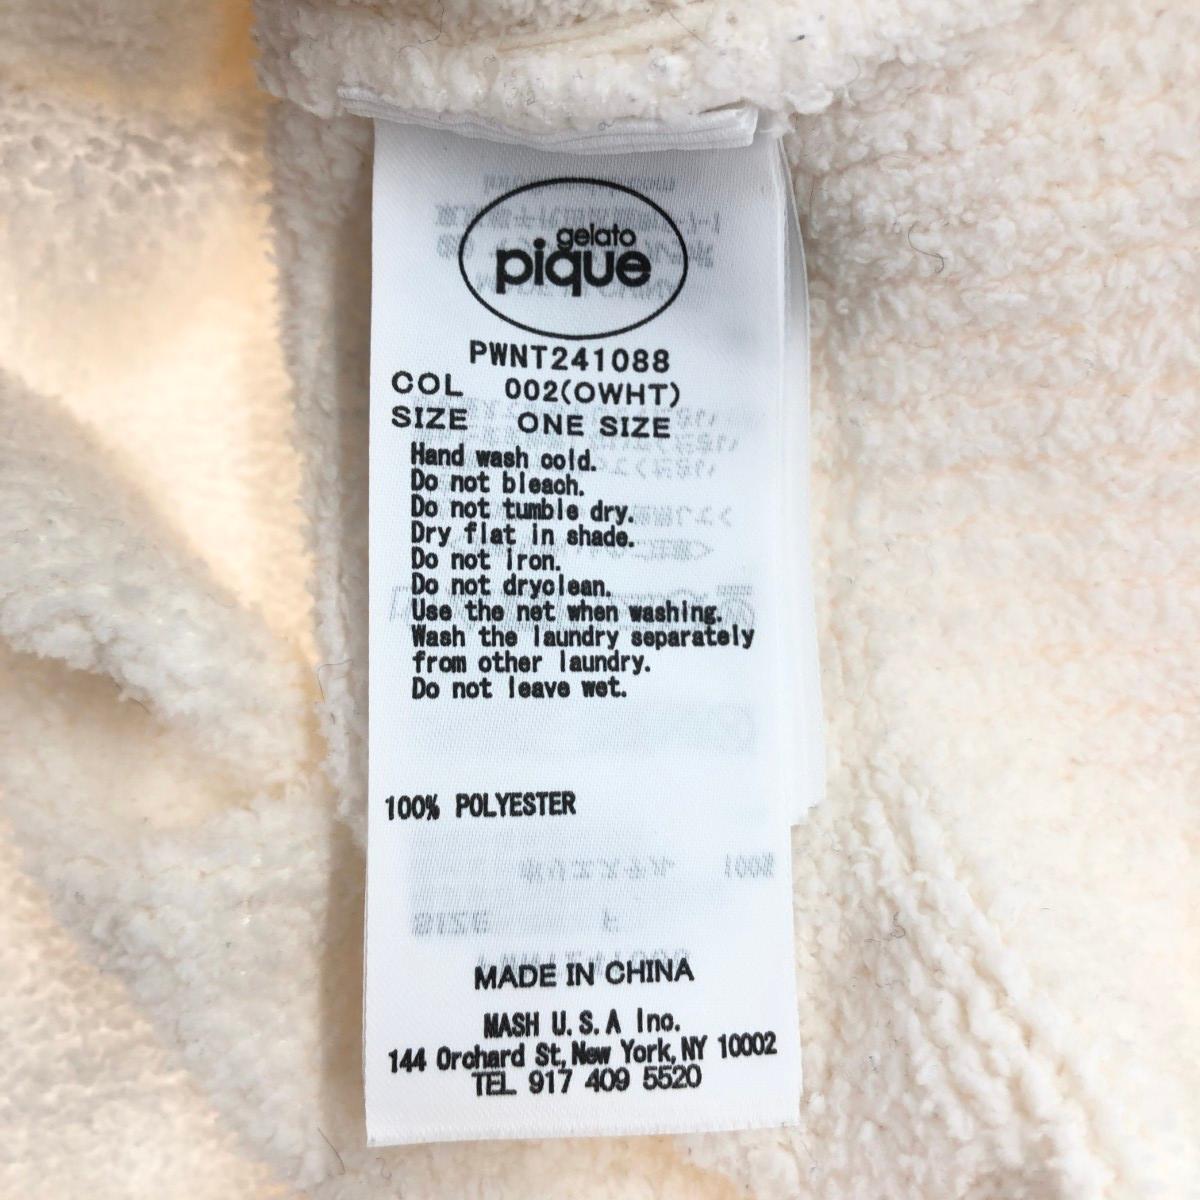 gelato
pique
PWNT241088
COL 002(OWHT)
SIZE ONE SIZE
Hand wash cold.
Do not bleach.
Do not tumble dry.
Dry flat in shade.
Do not iron.
Do not dryclean.
Use the net when washing.
Wash the laundry separately
from other laundry.
Do not leave wet.
100% POLYESTER
MADE IN CHINA
MASH U.S.A Inc.
144 Orchard St, New York, NY 10002
TEL 917 409 5520